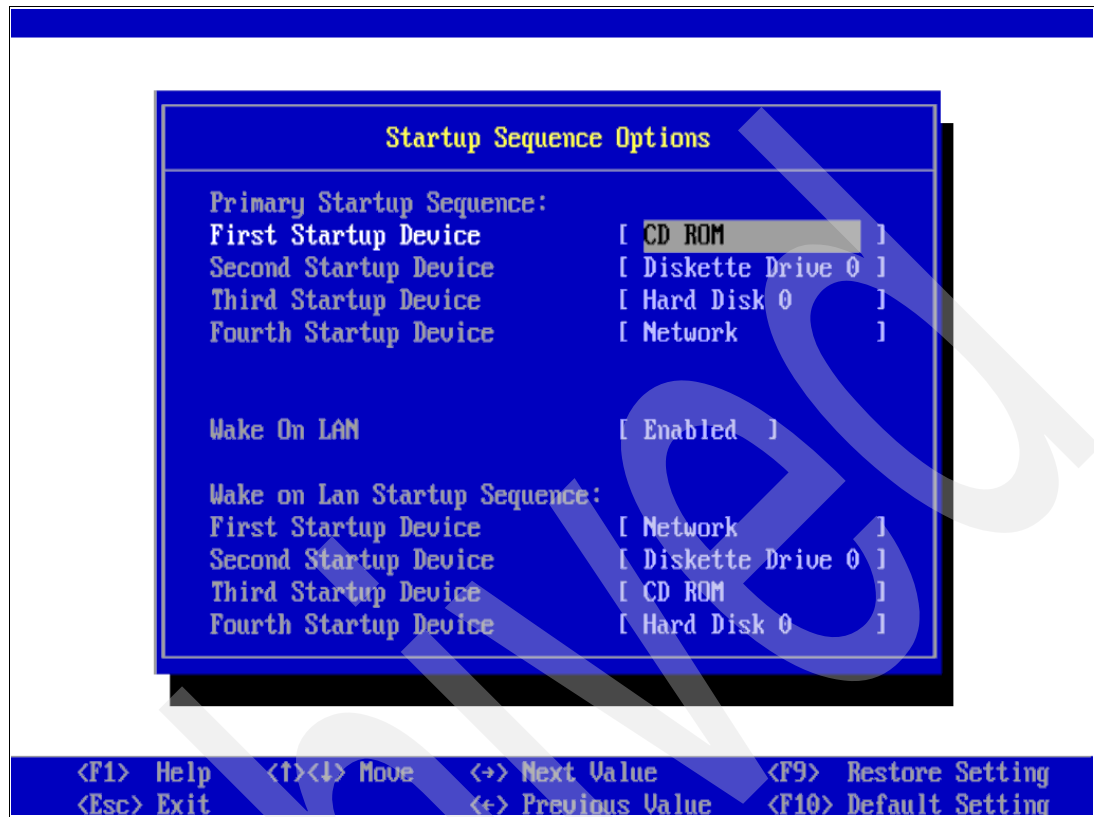 Startup Sequence Options
Primary Startup Sequence:
First Startup Device [ CD ROM ]
Second Startup Device [ Diskette Drive 0 ]
Third Startup Device [ Hard Disk 0 ]
Fourth Startup Device [ Network ]
Wake On LAN [ Enabled ]
Wake on Lan Startup Sequence:
First Startup Device [ Network ]
Second Startup Device [ Diskette Drive 0 ]
Third Startup Device [ CD ROM ]
Fourth Startup Device [ Hard Disk 0 ]
<F1> Help <↑><↓> Move <→> Next Value <F9> Restore Setting
<Esc> Exit <←> Previous Value <F10> Default Setting